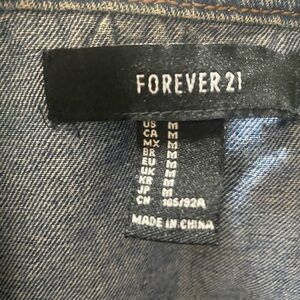 FOREVER 21
US M
CA M
MX M
BR M
EU M
UK M
KR M
JP M
CN 165/92A
MADE IN CHINA